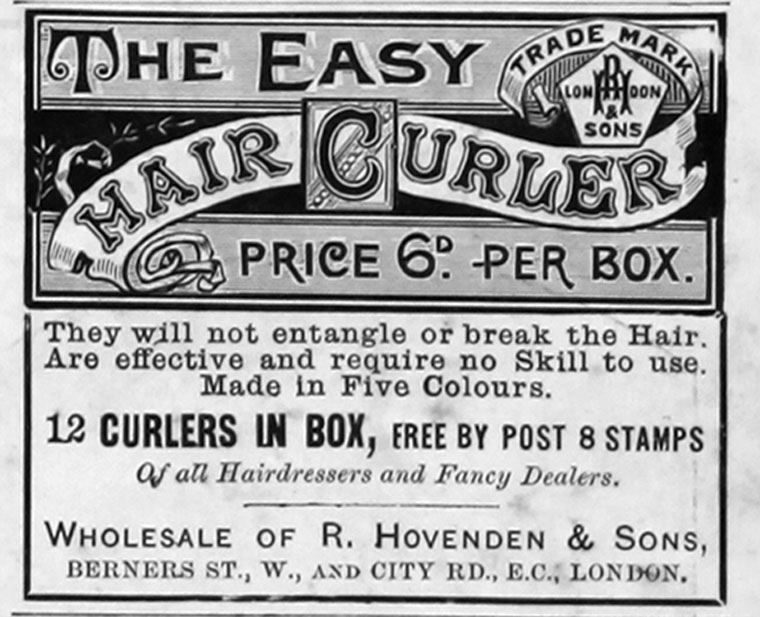 THE EASY
TRADE MARK
RH
LONDON
& SONS
HAIR CURLER
PRICE 6D. PER BOX.
They will not entangle or break the Hair.
Are effective and require no Skill to use.
Made in Five Colours.
12 CURLERS IN BOX, FREE BY POST 8 STAMPS
Of all Hairdressers and Fancy Dealers.
WHOLESALE OF R. HOVENDEN & SONS,
BERNERS ST., W., AND CITY RD., E.C., LONDON.